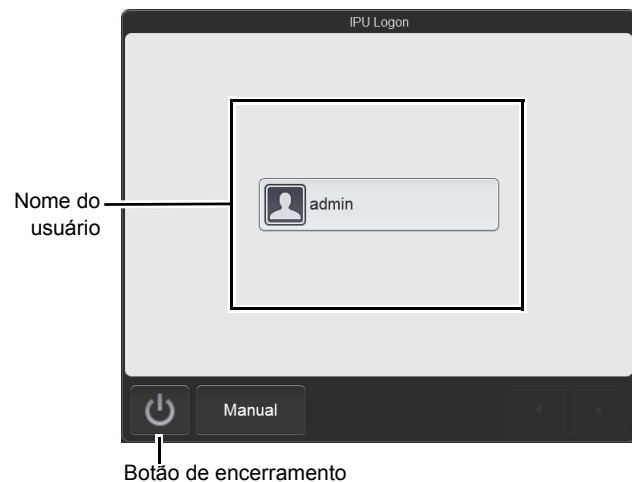 IPU Logon
Nome do
usuário
admin
Manual
Botão de encerramento